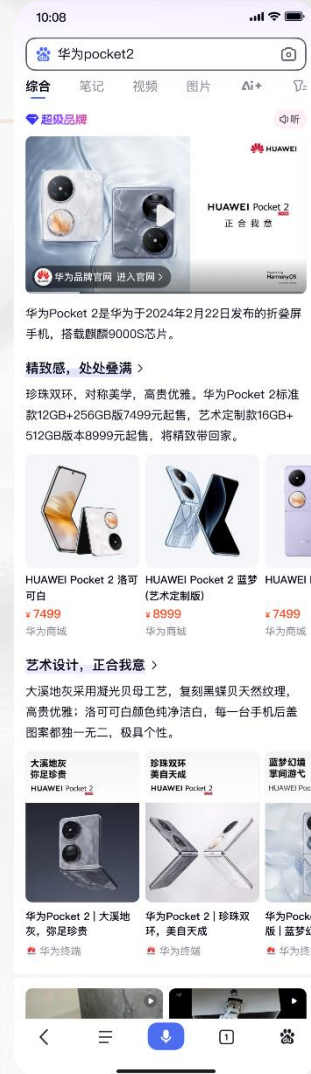 10:08
华为pocket2
综合 笔记 视频 图片 Ai+
超级品牌
听
HUAWEI
HUAWEI Pocket 2
正合我意
华为品牌官网 进入官网 >
HarmonyOS
华为Pocket 2是华为于2024年2月22日发布的折叠屏
手机，搭载麒麟9000S芯片。
精致感，处处叠满 >
珍珠双环，对称美学，高贵优雅。华为Pocket 2标准
款12GB+256GB版7499元起售，艺术定制款16GB+
512GB版本8999元起售，将精致带回家。
HUAWEI Pocket 2 洛可
可白
¥7499
华为商城
HUAWEI Pocket 2 蓝梦
(艺术定制版)
¥8999
华为商城
HUAWEI
¥7499
华为商城
艺术设计，正合我意 >
大溪地灰采用凝光贝母工艺，复刻黑蝶贝天然纹理，
高贵优雅；洛可可白颜色纯净洁白，每一台手机后盖
图案都独一无二，极具个性。
大溪地灰
弥足珍贵
HUAWEI Pocket 2
珍珠双环
美自天成
HUAWEI Pocket 2
蓝梦幻境
掌间游弋
HUAWEI Poc
华为Pocket 2 | 大溪地
灰，弥足珍贵
华为终端
华为Pocket 2 | 珍珠双
环，美自天成
华为终端
华为Pock
版 | 蓝梦幻
华为终
1